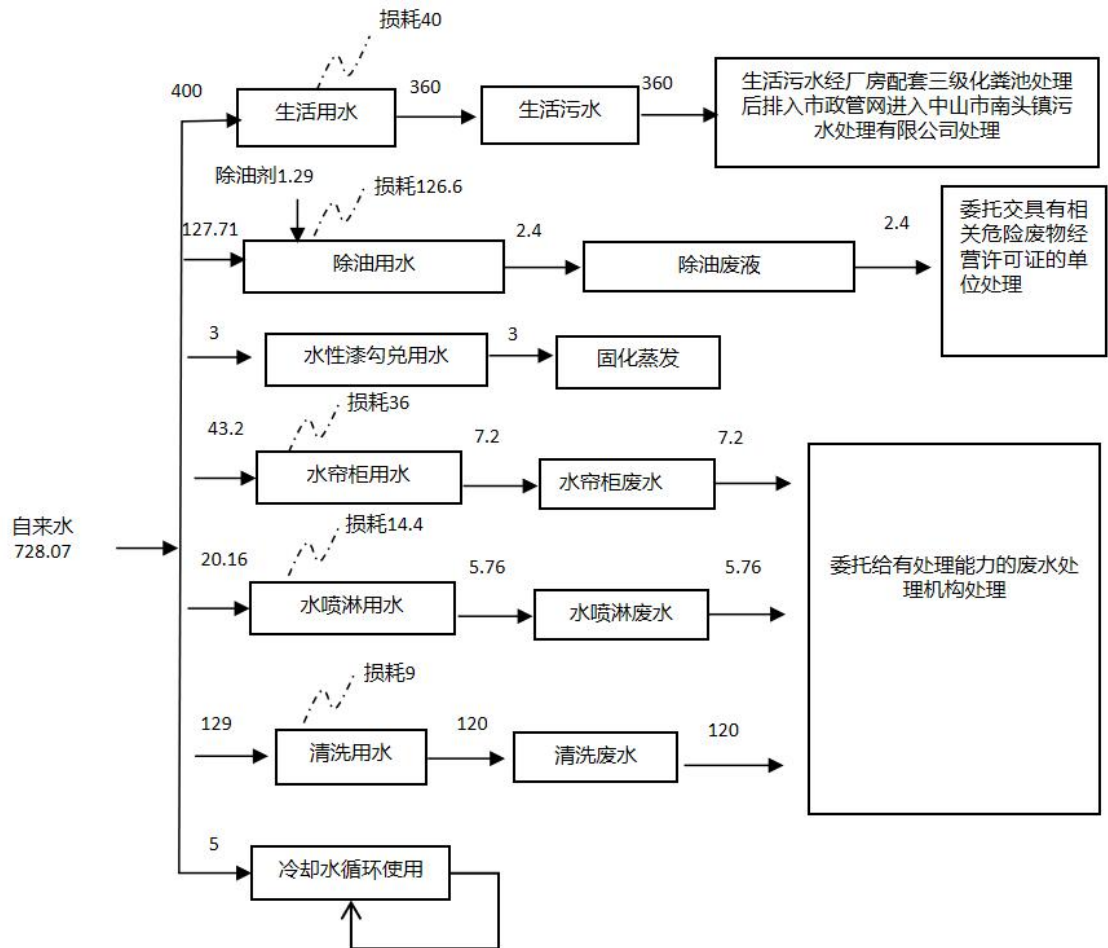 损耗40
400
生活用水
360
生活污水
360
生活污水经厂房配套三级化粪池处理
后排入市政管网进入中山市南头镇污
水处理有限公司处理
除油剂1.29
损耗126.6
127.71
除油用水
2.4
除油废液
2.4
委托交具有相
关危险废物经
营许可证的单
位处理
3
水性漆勾兑用水
3
固化蒸发
损耗36
43.2
水帘柜用水
7.2
水帘柜废水
7.2
自来水
728.07
损耗14.4
20.16
水喷淋用水
5.76
水喷淋废水
5.76
委托给有处理能力的废水处
理机构处理
损耗9
129
清洗用水
120
清洗废水
120
5
冷却水循环使用